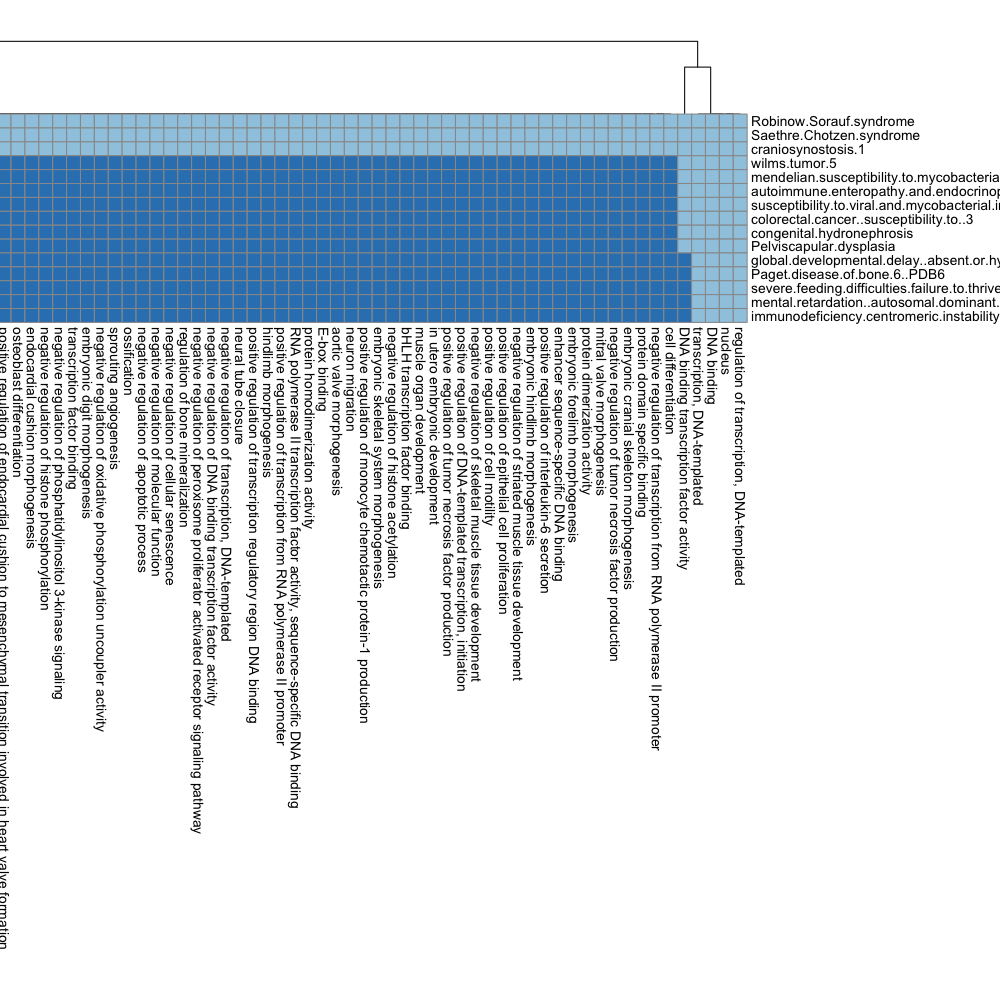 Robinow.Sorauf.syndrome
Saethre.Chotzen.syndrome
craniosynostosis.1
wilms.tumor.5
mendelian.susceptibility.to.mycobacteria
autoimmune.enteropathy.and.endocrinop
susceptibility.to.viral.and.mycobacterial.in
colorectal.cancer..susceptibility.to..3
congenital.hydronephrosis
Pelviscapular.dysplasia
global.developmental.delay..absent.or.hy
Paget.disease.of.bone.6..PDB6
severe.feeding.difficulties.failure.to.thrive
mental.retardation..autosomal.dominant.
immunodeficiency.centromeric.instability
positive regulation of endocardial cushion to mesenchymal transition involved in heart valve formation
osteoblast differentiation
endocardial cushion morphogenesis
negative regulation of histone phosphorylation
negative regulation of phosphatidylinositol 3-kinase signaling
transcription factor binding
embryonic digit morphogenesis
negative regulation of oxidative phosphorylation uncoupler activity
sprouting angiogenesis
ossification
negative regulation of apoptotic process
negative regulation of molecular function
negative regulation of cellular senescence
regulation of bone mineralization
negative regulation of peroxisome proliferator activated receptor signaling pathway
negative regulation of DNA binding transcription factor activity
negative regulation of transcription, DNA-templated
neural tube closure
positive regulation of transcription regulatory region DNA binding
hindlimb morphogenesis
positive regulation of transcription from RNA polymerase II promoter
RNA polymerase II transcription factor activity, sequence-specific DNA binding
protein homodimerization activity
E-box binding
aortic valve morphogenesis
neuron migration
positive regulation of monocyte chemotactic protein-1 production
embryonic skeletal system morphogenesis
negative regulation of histone acetylation
bHLH transcription factor binding
muscle organ development
in utero embryonic development
positive regulation of tumor necrosis factor production
positive regulation of DNA-templated transcription, initiation
negative regulation of skeletal muscle tissue development
positive regulation of cell motility
positive regulation of epithelial cell proliferation
negative regulation of striated muscle tissue development
embryonic hindlimb morphogenesis
positive regulation of interleukin-6 secretion
enhancer sequence-specific DNA binding
embryonic forelimb morphogenesis
protein dimerization activity
mitral valve morphogenesis
negative regulation of tumor necrosis factor production
embryonic cranial skeleton morphogenesis
protein domain specific binding
negative regulation of transcription from RNA polymerase II promoter
cell differentiation
DNA binding transcription factor activity
transcription, DNA-templated
DNA binding
nucleus
regulation of transcription, DNA-templated